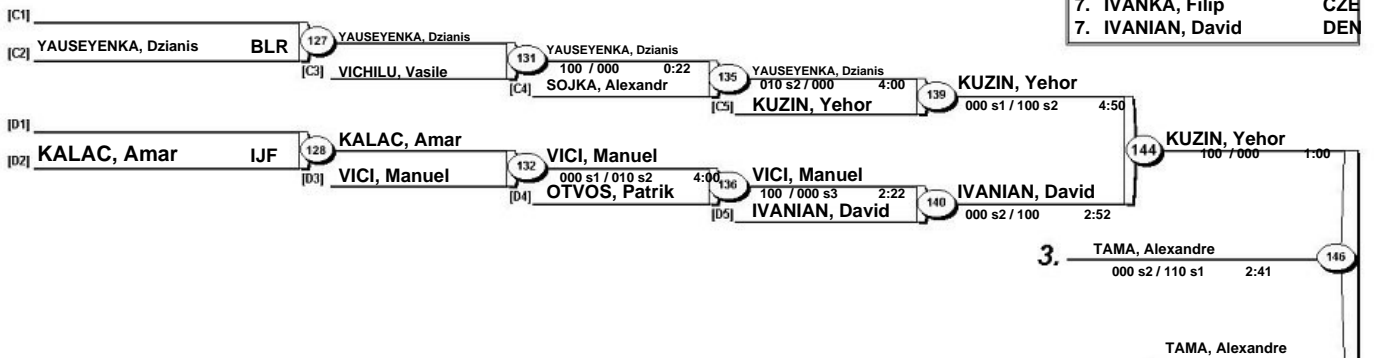 7. IVANKA, Filip CZE
7. IVANIAN, David DEN
[C1]
[C2] YAUSEYENKA, Dzianis BLR
127
YAUSEYENKA, Dzianis
[C3] VICHILU, Vasile
131
YAUSEYENKA, Dzianis
100 / 000 0:22
[C4] SOJKA, Alexandr
135
YAUSEYENKA, Dzianis
010 s2 / 000 4:00
[C5] KUZIN, Yehor
139
KUZIN, Yehor
000 s1 / 100 s2 4:50
[D1]
[D2] KALAC, Amar IJF
128
KALAC, Amar
[D3] VICI, Manuel
132
VICI, Manuel
000 s1 / 010 s2 4:00
[D4] OTVOS, Patrik
136
VICI, Manuel
100 / 000 s3 2:22
[D5] IVANIAN, David
140
IVANIAN, David
000 s2 / 100 2:52
144
KUZIN, Yehor
100 / 000 1:00
3. TAMA, Alexandre
000 s2 / 110 s1 2:41
146
TAMA, Alexandre